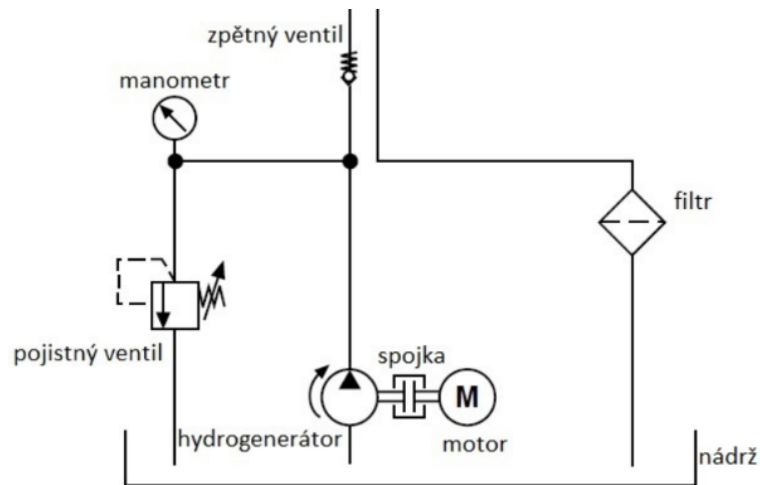 zpětný ventil
manometr
filtr
pojistný ventil
spojka
M
hydrogenerátor
motor
nádrž